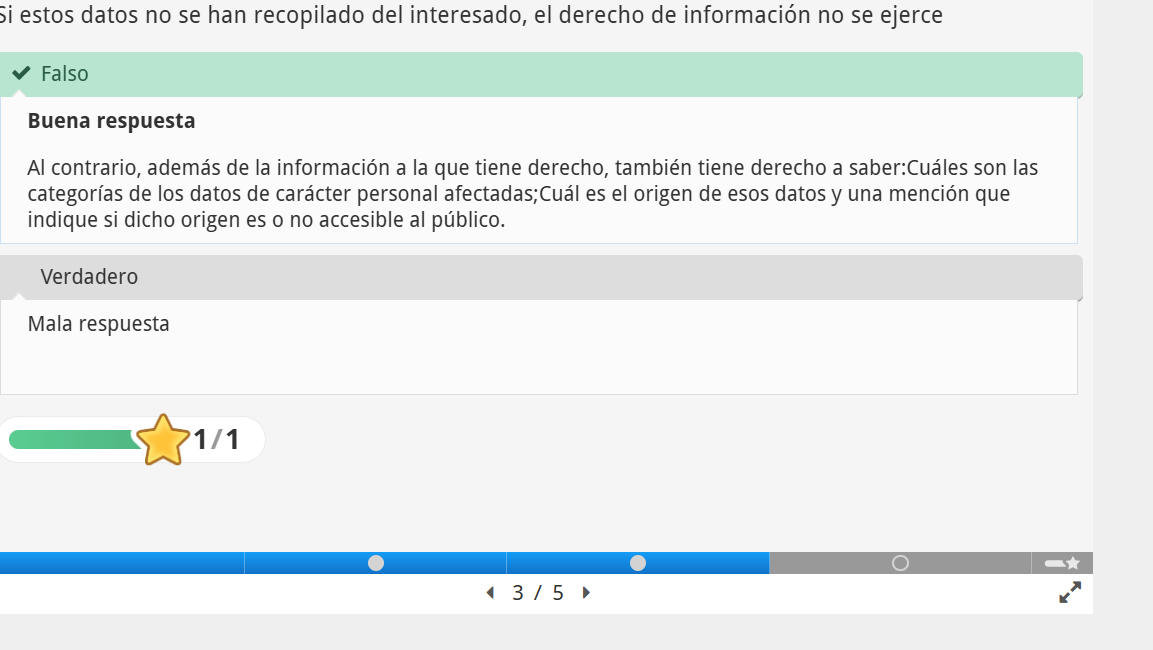 Si estos datos no se han recopilado del interesado, el derecho de información no se ejerce
Falso
Buena respuesta
Al contrario, además de la información a la que tiene derecho, también tiene derecho a saber:Cuáles son las
categorías de los datos de carácter personal afectadas;Cuál es el origen de esos datos y una mención que
indique si dicho origen es o no accesible al público.
Verdadero
Mala respuesta
1/1
3 / 5